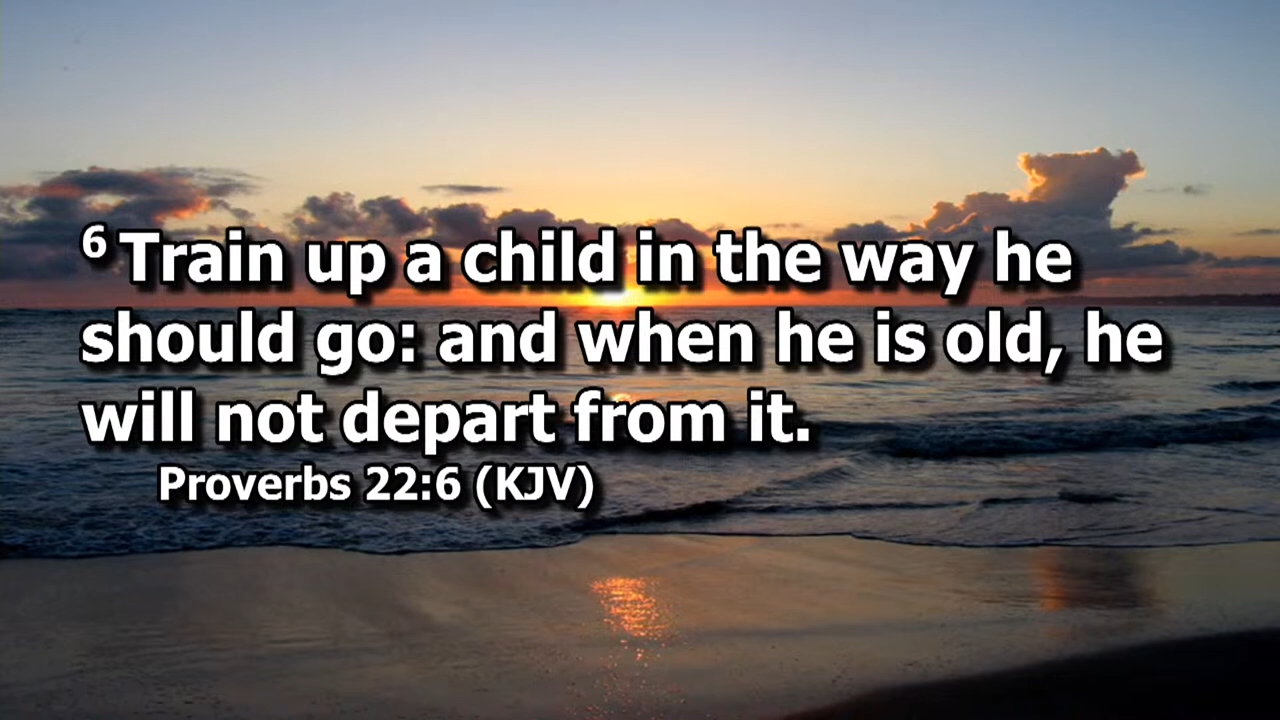 6 Train up a child in the way he
should go: and when he is old, he
will not depart from it.
Proverbs 22:6 (KJV)